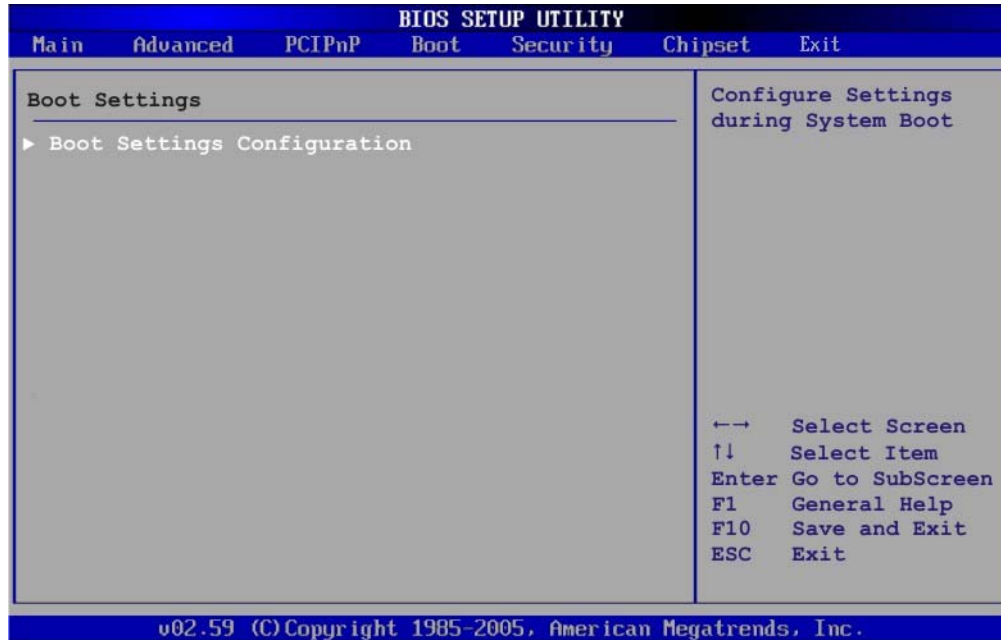 BIOS SETUP UTILITY
Main Advanced PCIPnP Boot Security Chipset Exit
Boot Settings
▶ Boot Settings Configuration
Configure Settings
during System Boot
←→ Select Screen
↑↓ Select Item
Enter Go to SubScreen
F1 General Help
F10 Save and Exit
ESC Exit
v02.59 (C)Copyright 1985-2005, American Megatrends, Inc.